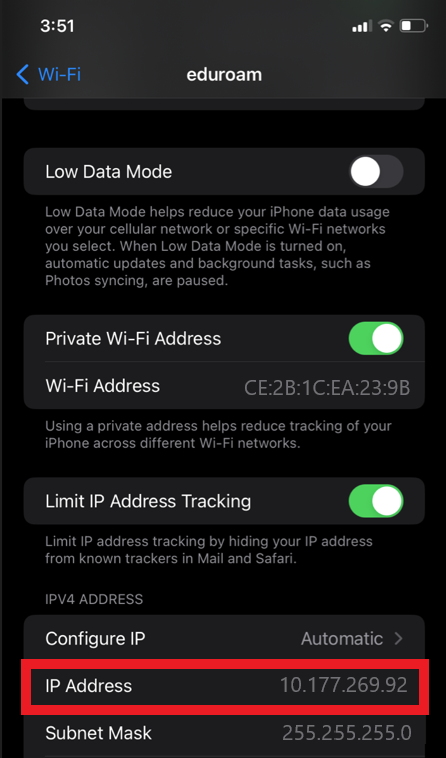 3:51
Wi-Fi
eduroam
Low Data Mode
Low Data Mode helps reduce your iPhone data usage
over your cellular network or specific Wi-Fi networks
you select. When Low Data Mode is turned on,
automatic updates and background tasks, such as
Photos syncing, are paused.
Private Wi-Fi Address
Wi-Fi Address CE:2B:1C:EA:23:9B
Using a private address helps reduce tracking of your
iPhone across different Wi-Fi networks.
Limit IP Address Tracking
Limit IP address tracking by hiding your IP address
from known trackers in Mail and Safari.
IPV4 ADDRESS
Configure IP Automatic
IP Address 10.177.269.92
Subnet Mask 255.255.255.0